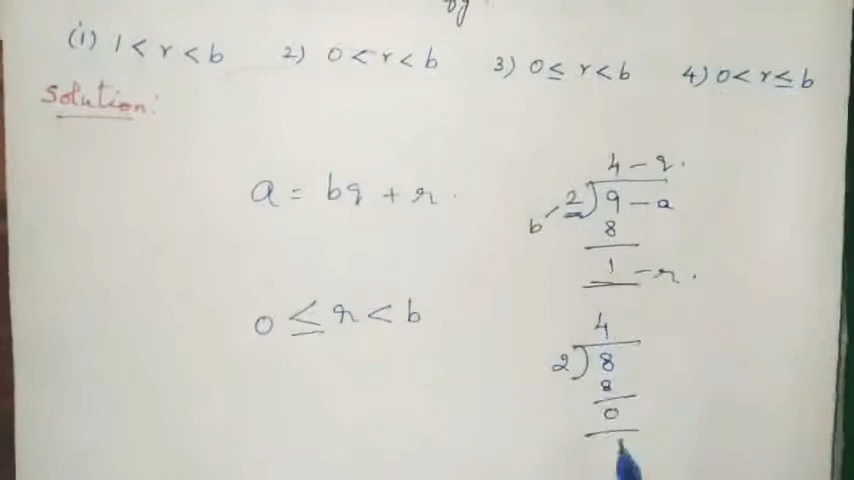 by
(i) 1 < r < b 2) 0 < r < b 3) 0 ≤ r < b 4) 0 < r ≤ b
Solution:
a = bq + r.
4 - q.
b 2) 9 - a
8
1 - r.
0 ≤ r < b
4
2) 8
8
0